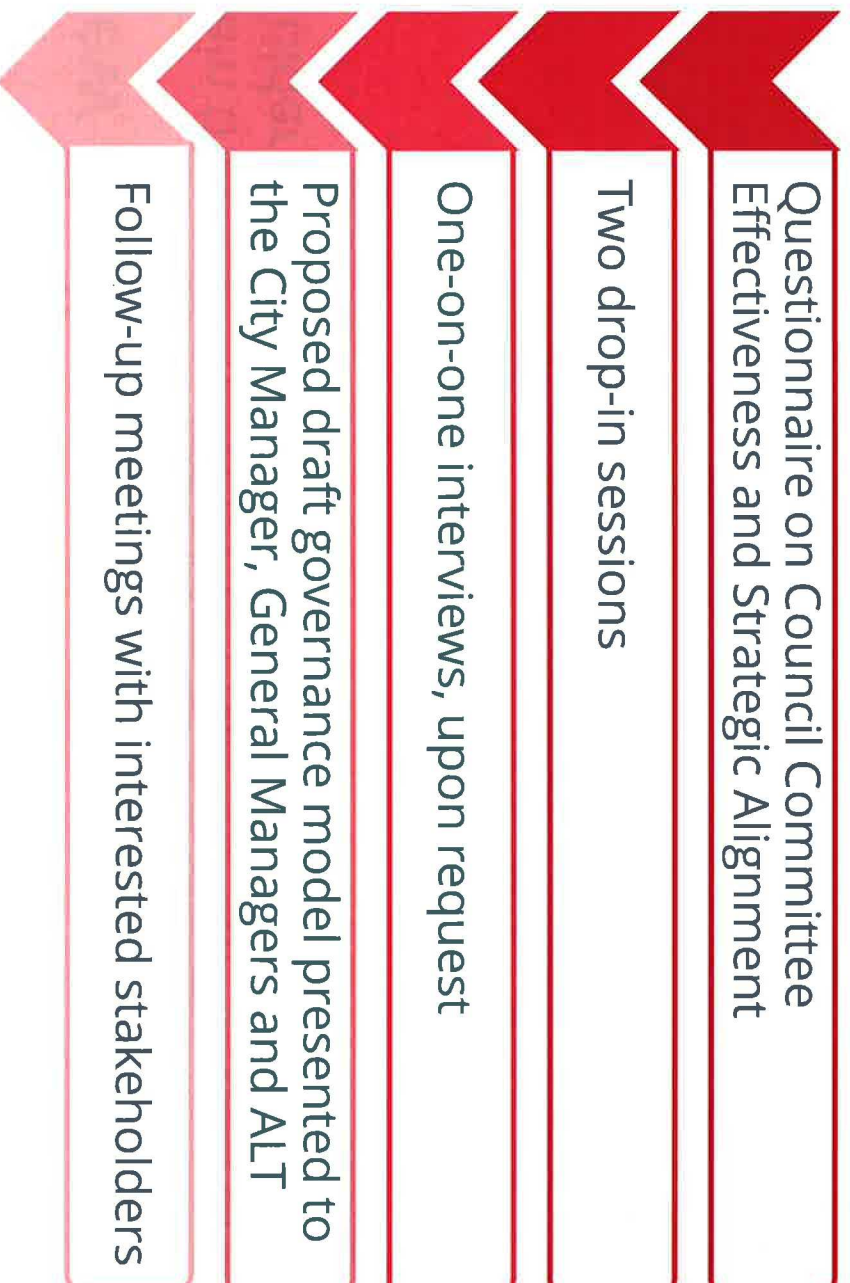 Questionnaire on Council Committee
Effectiveness and Strategic Alignment
Two drop-in sessions
One-on-one interviews, upon request
Proposed draft governance model presented to
the City Manager, General Managers and ALT
Follow-up meetings with interested stakeholders